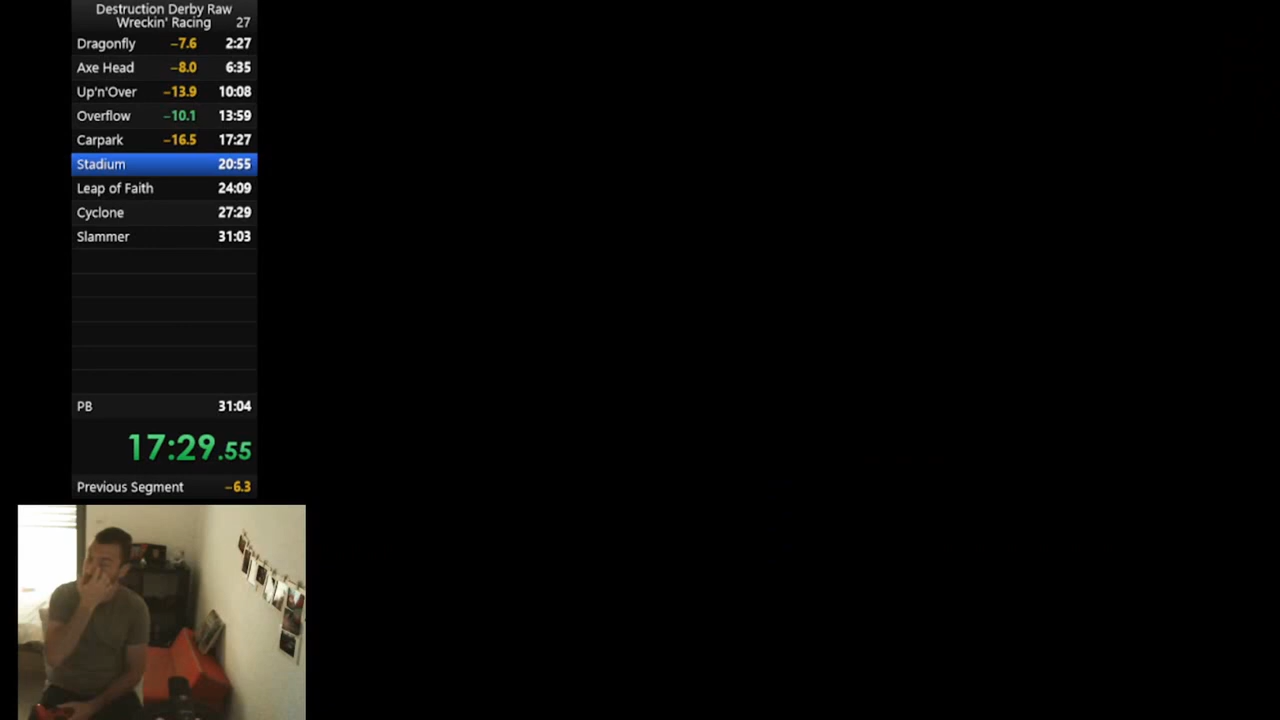 Destruction Derby Raw
Wreckin' Racing 27
Dragonfly -7.6 2:27
Axe Head -8.0 6:35
Up'n'Over -13.9 10:08
Overflow -10.1 13:59
Carpark -16.5 17:27
Stadium 20:55
Leap of Faith 24:09
Cyclone 27:29
Slammer 31:03
PB 31:04
17:29.55
Previous Segment -6.3